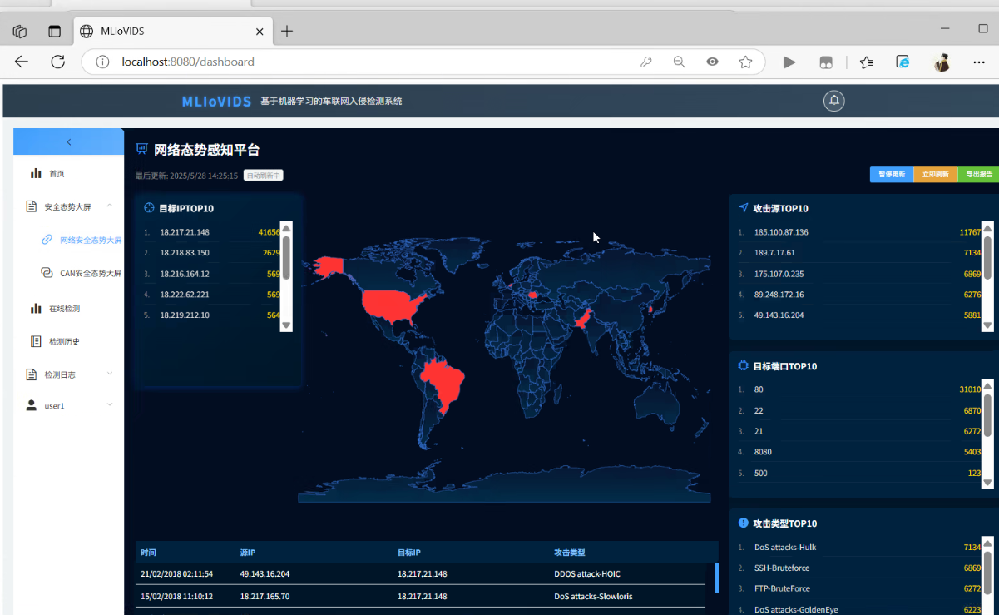 MLIoVIDS
localhost:8080/dashboard
MLIoVIDS 基于机器学习的车联网入侵检测系统
首页
安全态势大屏
网络安全态势大屏
CAN安全态势大屏
在线检测
检测历史
检测日志
user1
网络态势感知平台
最后更新: 2025/5/28 14:25:15 自动刷新中
暂停更新 立即刷新 导出报告
目标IPTOP10
1. 18.217.21.148 41656
2. 18.218.83.150 2629
3. 18.216.164.12 569
4. 18.222.62.221 569
5. 18.219.212.10 564
攻击源TOP10
1. 185.100.87.136 11767
2. 189.7.17.61 7134
3. 175.107.0.235 6869
4. 89.248.172.16 6276
5. 49.143.16.204 5881
目标端口TOP10
1. 80 31010
2. 22 6870
3. 21 6272
4. 8080 5403
5. 500 123
攻击类型TOP10
1. DoS attacks-Hulk 7134
2. SSH-Bruteforce 6869
3. FTP-BruteForce 6272
4. DoS attacks-GoldenEye 6223
时间 源IP 目标IP 攻击类型
21/02/2018 02:11:54 49.143.16.204 18.217.21.148 DDOS attack-HOIC
15/02/2018 11:10:12 18.217.165.70 18.217.21.148 DoS attacks-Slowloris